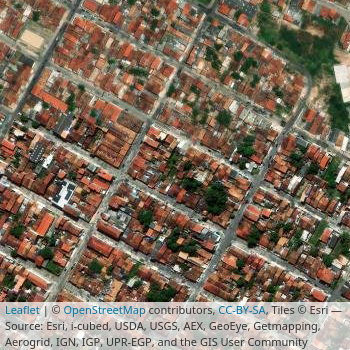 Leaflet | © OpenStreetMap contributors, CC-BY-SA, Tiles © Esri —
Source: Esri, i-cubed, USDA, USGS, AEX, GeoEye, Getmapping,
Aerogrid, IGN, IGP, UPR-EGP, and the GIS User Community